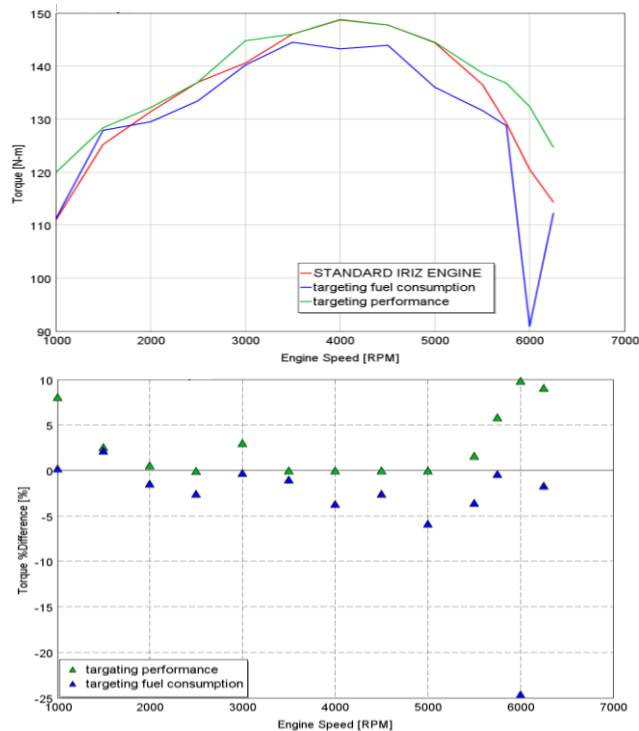 150
140
130
120
110
100
90
Torque [N-m]
STANDARD IRIZ ENGINE
targeting fuel consumption
targeting performance
1000 2000 3000 4000 5000 6000 7000
Engine Speed [RPM]
10
5
0
-5
-10
-15
-20
-25
Torque %Difference [%]
targating performance
targeting fuel consumption
1000 2000 3000 4000 5000 6000 7000
Engine Speed [RPM]